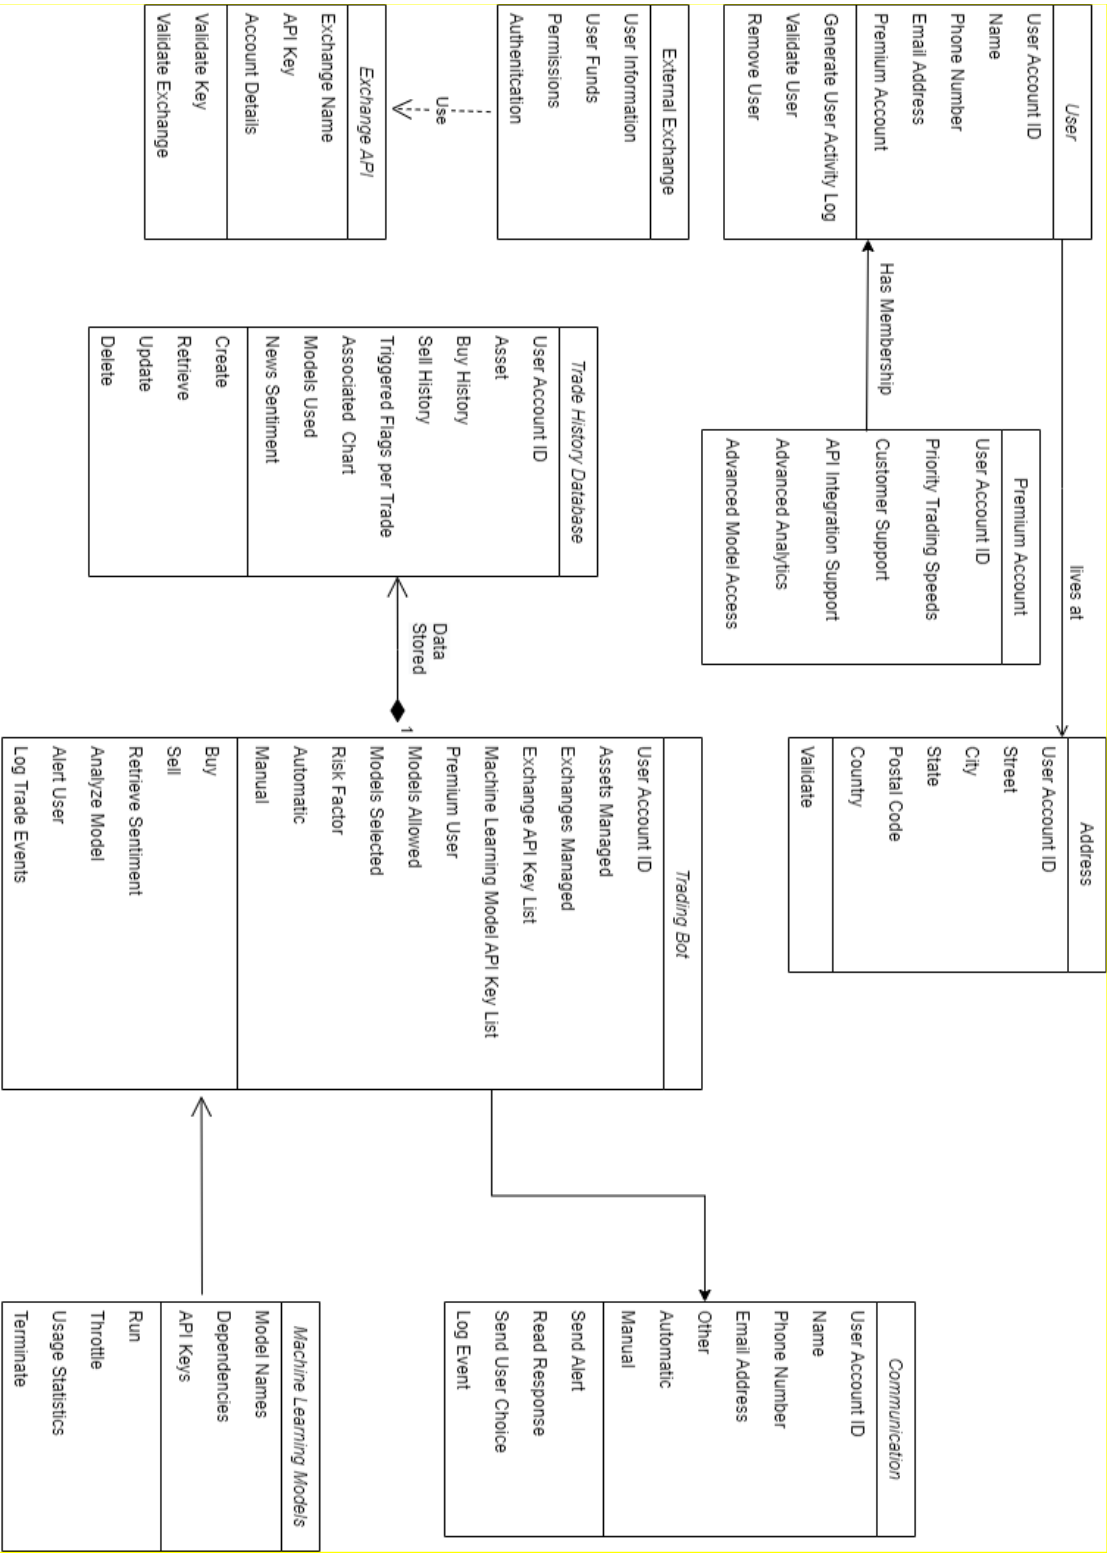 User
User Account ID
Name
Phone Number
Email Address
Premium Account
Generate User Activity Log
Validate User
Remove User
lives at
Has Membership
Premium Account
User Account ID
Priority Trading Speeds
Customer Support
API Integration Support
Advanced Analytics
Advanced Model Access
Address
User Account ID
Street
City
State
Postal Code
Country
Validate
External Exchange
User Information
User Funds
Permissions
Authenitcation
Use
Exchange API
Exchange Name
API Key
Account Details
Validate Key
Validate Exchange
Trade History Database
User Account ID
Asset
Buy History
Sell History
Triggered Flags per Trade
Associated Chart
Models Used
News Sentiment
Create
Retrieve
Update
Delete
Data
Stored
1
Trading Bot
User Account ID
Assets Managed
Exchanges Managed
Exchange API Key List
Machine Learning Model API Key List
Premium User
Models Allowed
Models Selected
Risk Factor
Automatic
Manual
Buy
Sell
Retrieve Sentiment
Analyze Model
Alert User
Log Trade Events
Communication
User Account ID
Name
Phone Number
Email Address
Other
Automatic
Manual
Send Alert
Read Response
Send User Choice
Log Event
Machine Learning Models
Model Names
Dependencies
API Keys
Run
Throttle
Usage Statistics
Terminate